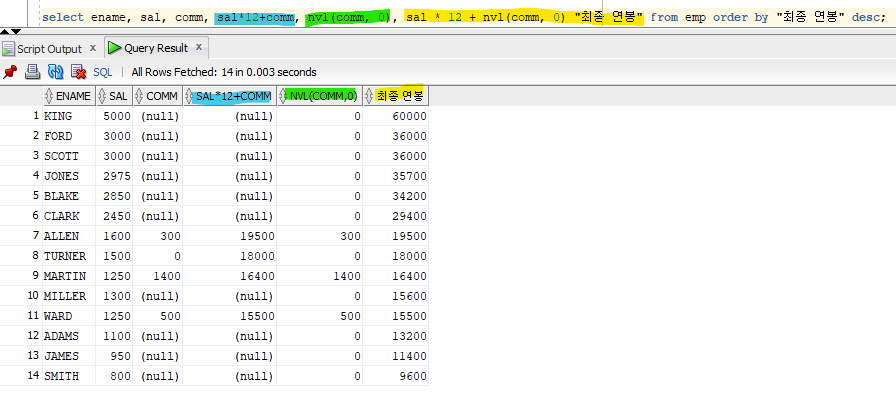 select ename, sal, comm, sal*12+comm, nvl(comm, 0), sal * 12 + nvl(comm, 0) "최종 연봉" from emp order by "최종 연봉" desc;
Script Output x Query Result x
SQL | All Rows Fetched: 14 in 0.003 seconds
ENAME SAL COMM SAL*12+COMM NVL(COMM,0) 최종 연봉
1 KING 5000 (null) (null) 0 60000
2 FORD 3000 (null) (null) 0 36000
3 SCOTT 3000 (null) (null) 0 36000
4 JONES 2975 (null) (null) 0 35700
5 BLAKE 2850 (null) (null) 0 34200
6 CLARK 2450 (null) (null) 0 29400
7 ALLEN 1600 300 19500 300 19500
8 TURNER 1500 0 18000 0 18000
9 MARTIN 1250 1400 16400 1400 16400
10 MILLER 1300 (null) (null) 0 15600
11 WARD 1250 500 15500 500 15500
12 ADAMS 1100 (null) (null) 0 13200
13 JAMES 950 (null) (null) 0 11400
14 SMITH 800 (null) (null) 0 9600